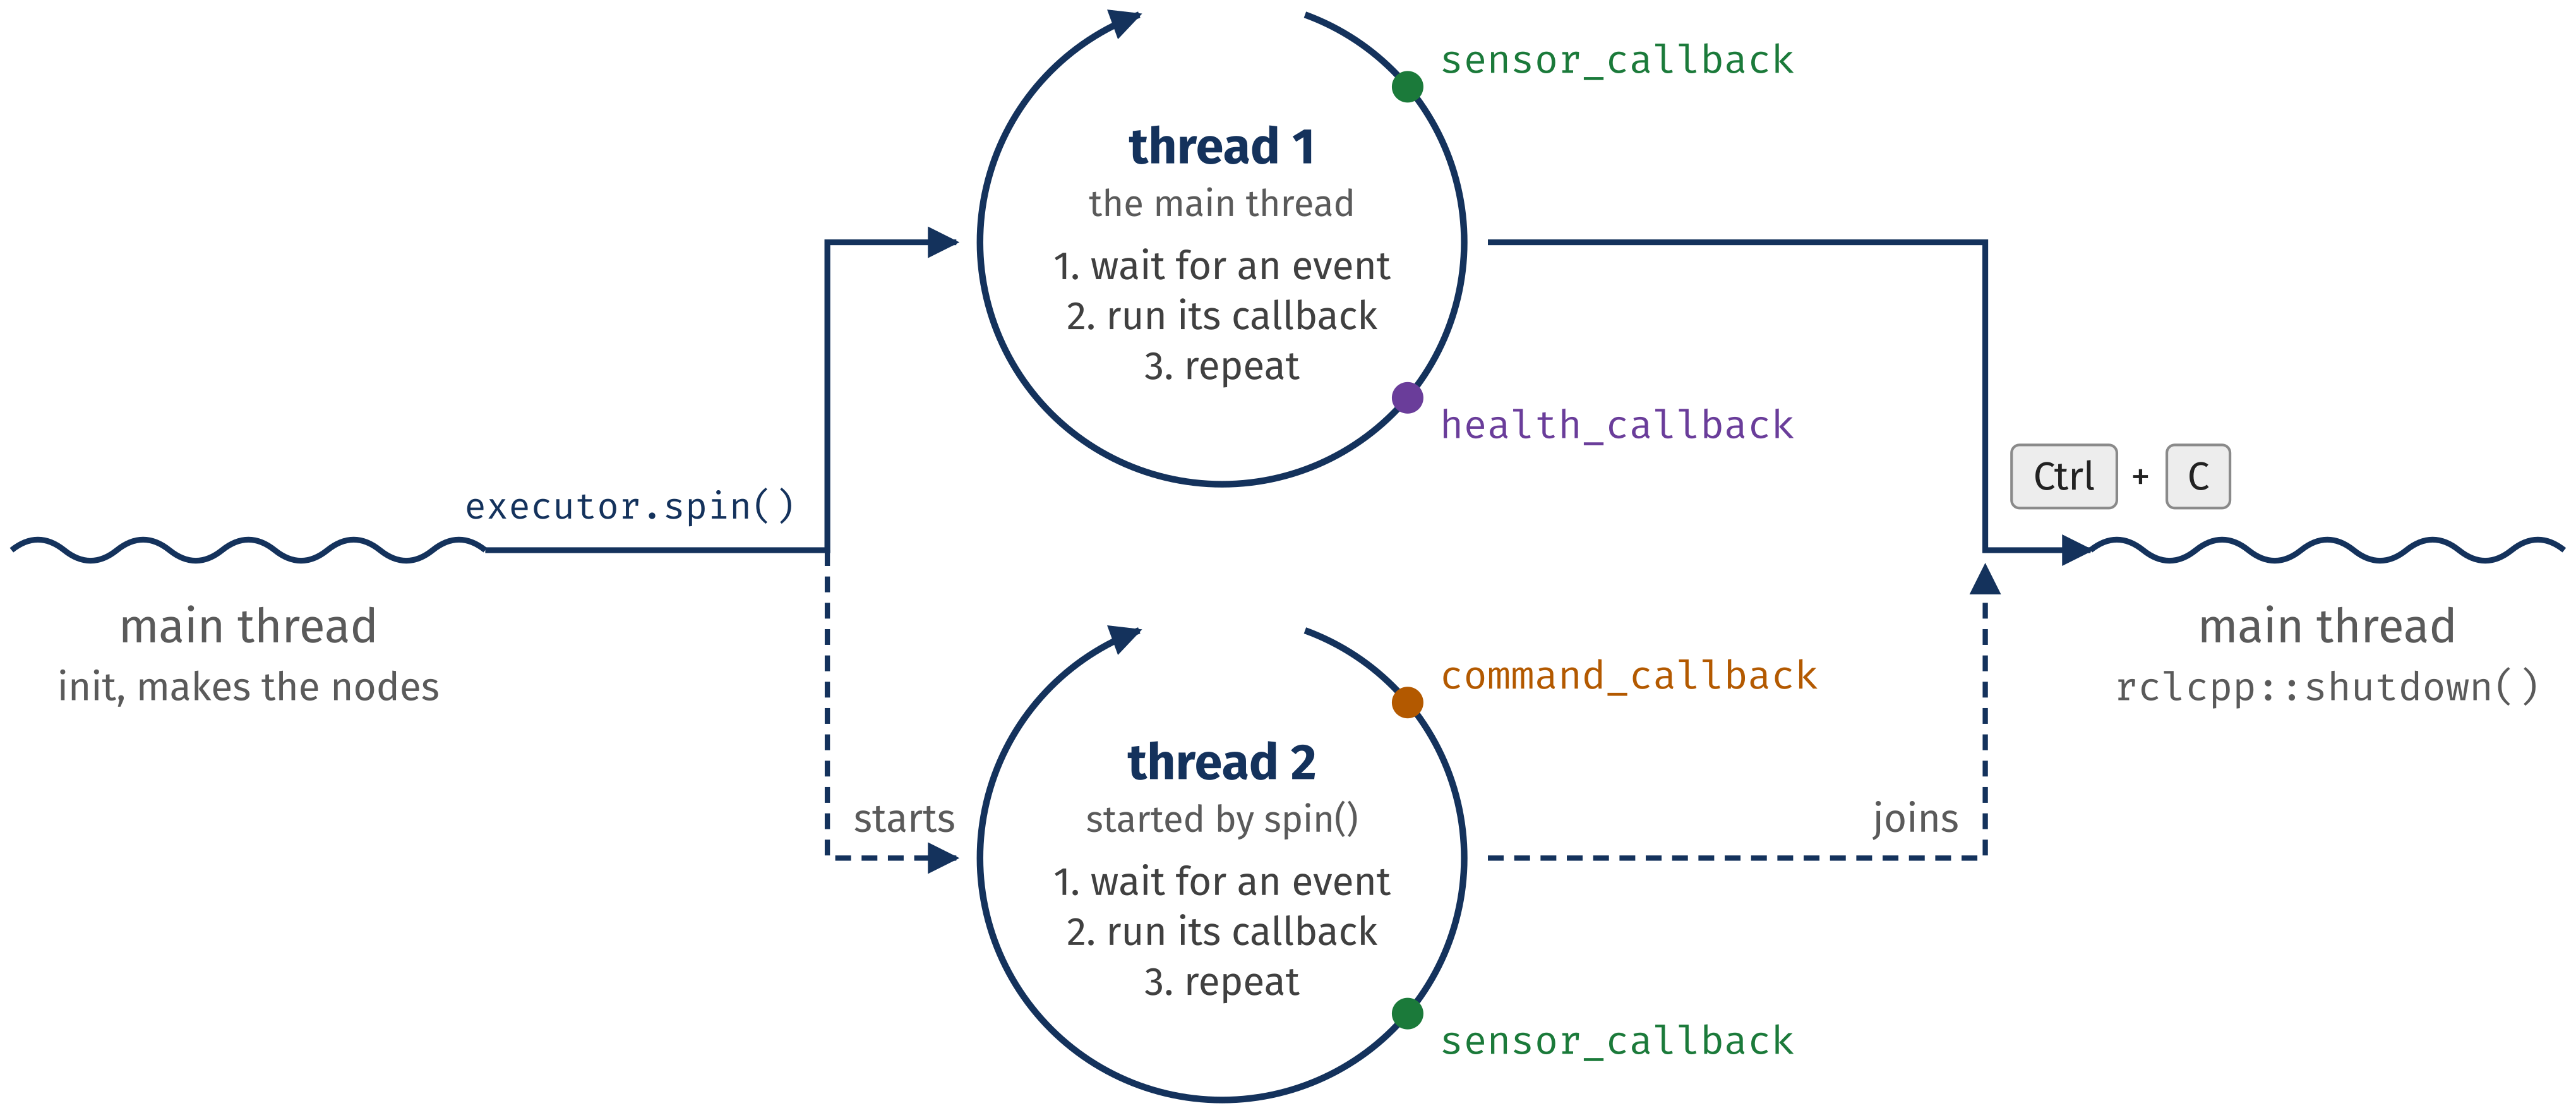 sensor_callback
thread 1
the main thread
1. wait for an event
2. run its callback
3. repeat
health_callback
executor.spin()
Ctrl + C
main thread
init, makes the nodes
main thread
rclcpp::shutdown()
command_callback
thread 2
started by spin()
starts
joins
1. wait for an event
2. run its callback
3. repeat
sensor_callback